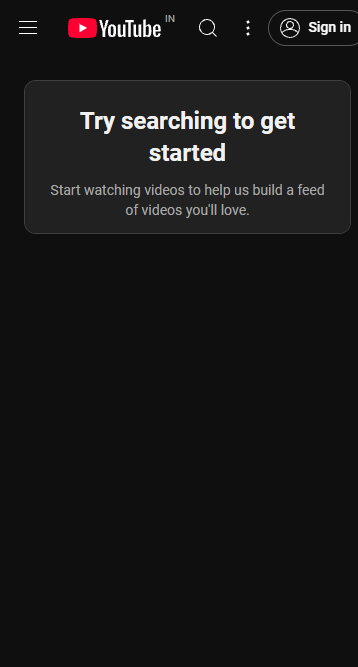 YouTube IN
Sign in
Try searching to get
started
Start watching videos to help us build a feed
of videos you'll love.